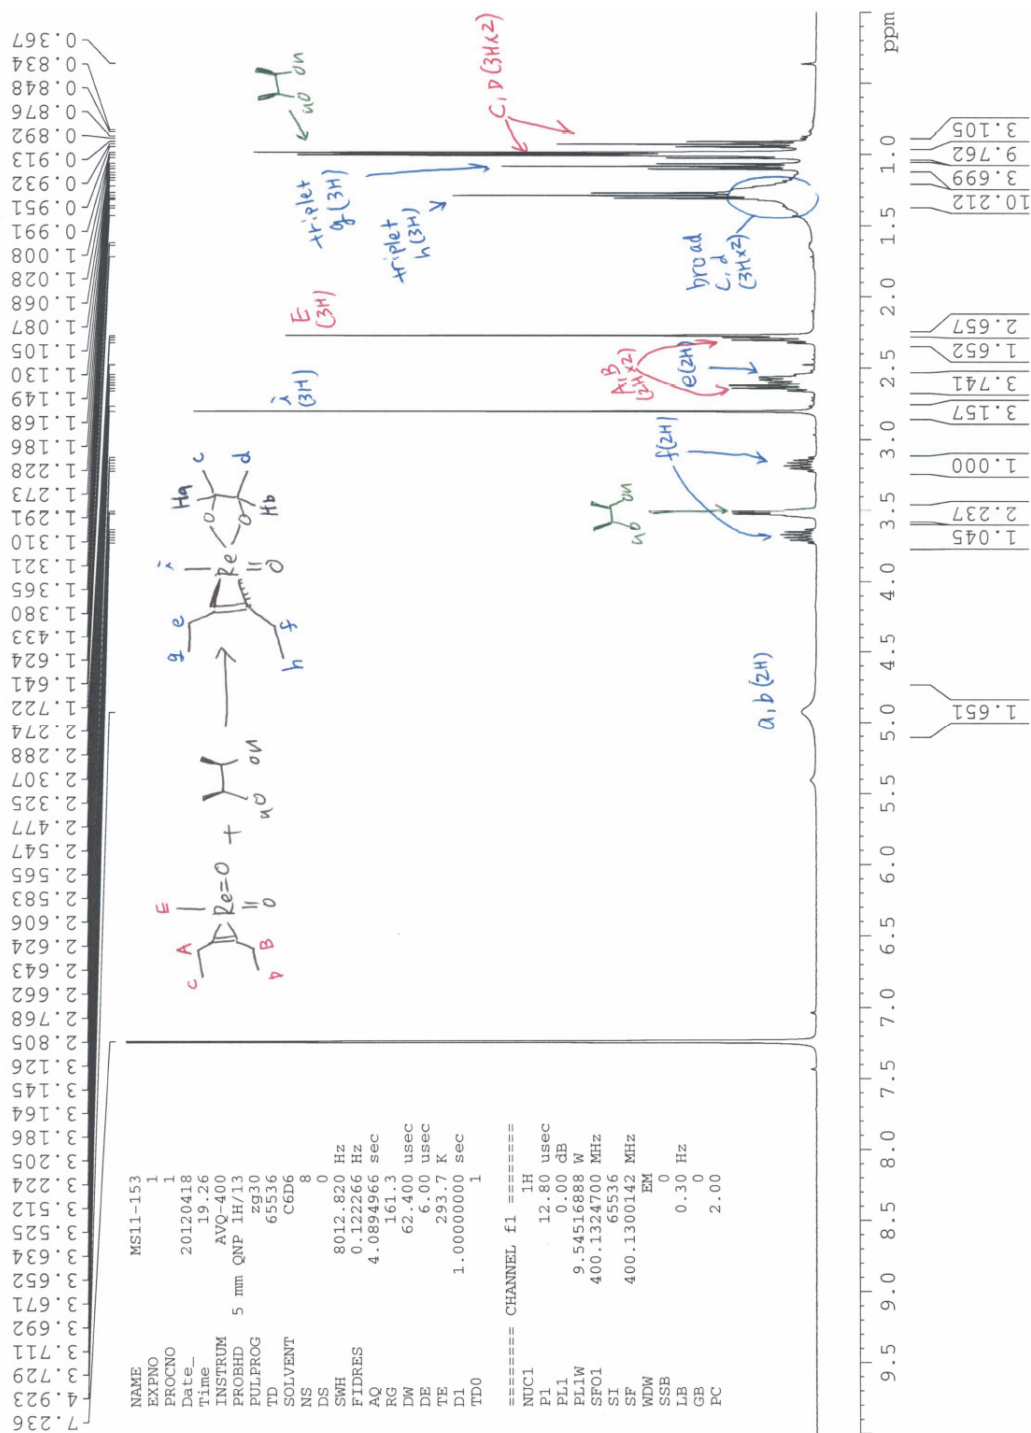 7.236
4.923
3.729
3.711
3.692
3.671
3.652
3.634
3.525
3.512
3.224
3.205
3.186
3.164
3.145
3.126
2.805
2.768
2.662
2.643
2.624
2.606
2.583
2.565
2.547
2.477
2.325
2.307
2.288
2.274
1.722
1.641
1.624
1.433
1.380
1.365
1.321
1.310
1.291
1.273
1.228
1.186
1.168
1.149
1.130
1.105
1.087
1.068
1.028
1.008
0.991
0.951
0.932
0.913
0.892
0.876
0.848
0.834
0.367
NAME MS11-153
EXPNO 1
PROCNO 1
Date_ 20120418
Time 19.26
INSTRUM AVQ-400
PROBHD 5 mm QNP 1H/13
PULPROG zg30
TD 65536
SOLVENT C6D6
NS 8
DS 0
SWH 8012.820 Hz
FIDRES 0.122266 Hz
AQ 4.0894966 sec
RG 161.3
DW 62.400 usec
DE 6.00 usec
TE 293.7 K
D1 1.00000000 sec
TD0 1
======== CHANNEL f1 ========
NUC1 1H
P1 12.80 usec
PL1 0.00 dB
PL1W 9.54516888 W
SFO1 400.1324700 MHz
SI 65536
SF 400.1300142 MHz
WDW EM
SSB 0
LB 0.30 Hz
GB 0
PC 2.00
C
A
E
Re=O
O
B
D
+
HO
OH
g
e
i
Re
O
f
h
Ha
c
O
O
d
Hb
i
(3H)
E
(3H)
triplet
g(3H)
triplet
h(3H)
HO
OH
C,D(3H×2)
broad
c,d
(3H×2)
A,B
(2H×2)
e(2H)
f(2H)
HO
OH
a,b(2H)
9.5
9.0
8.5
8.0
7.5
7.0
6.5
6.0
5.5
5.0
4.5
4.0
3.5
3.0
2.5
2.0
1.5
1.0
ppm
1.651
1.045
2.237
1.000
3.157
3.741
1.652
2.657
10.212
3.699
9.762
3.105